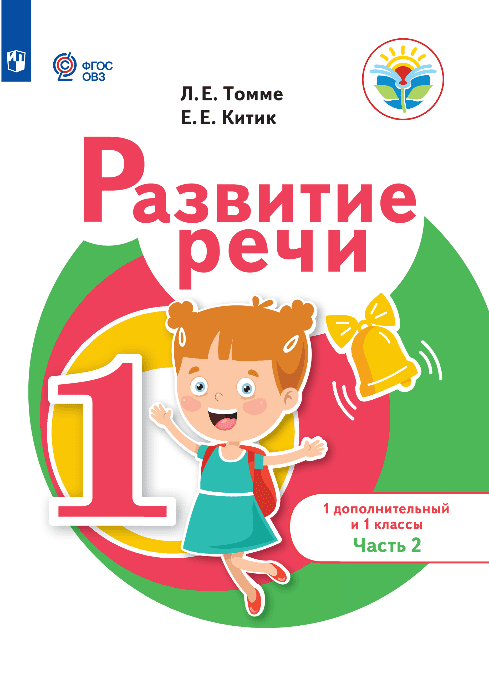 ФГОС
ОВЗ
Л. Е. Томме
Е. Е. Китик
Развитие
речи
1
1 дополнительный
и 1 классы
Часть 2